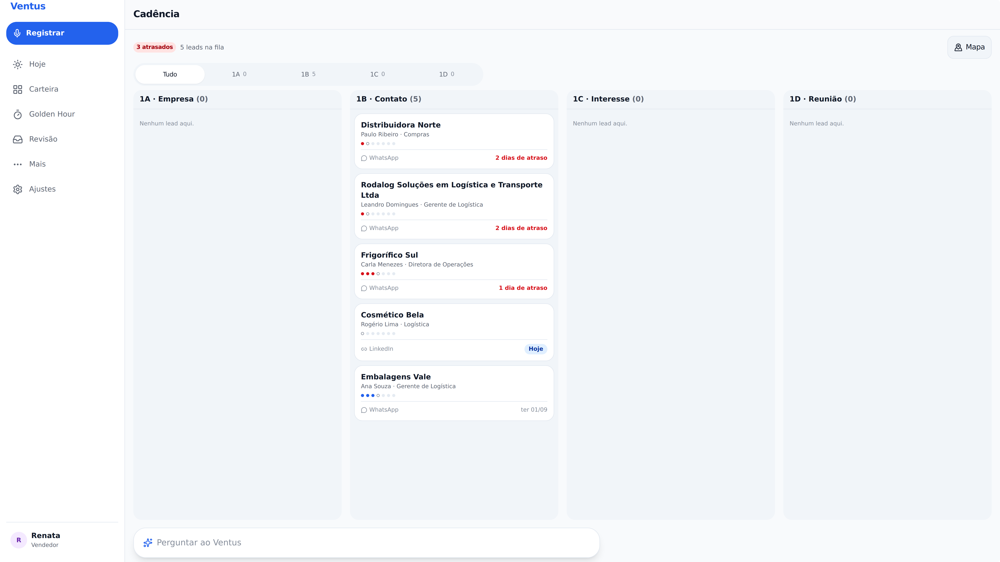 Ventus
Registrar
Hoje
Carteira
Golden Hour
Revisão
Mais
Ajustes
R
Renata
Vendedor
Cadência
3 atrasados 5 leads na fila
Mapa
Tudo 1A 0 1B 5 1C 0 1D 0
1A · Empresa (0)
Nenhum lead aqui.
1B · Contato (5)
Distribuidora Norte
Paulo Ribeiro · Compras
WhatsApp 2 dias de atraso
Rodalog Soluções em Logística e Transporte
Ltda
Leandro Domingues · Gerente de Logística
WhatsApp 2 dias de atraso
Frigorífico Sul
Carla Menezes · Diretora de Operações
WhatsApp 1 dia de atraso
Cosmético Bela
Rogério Lima · Logística
LinkedIn Hoje
Embalagens Vale
Ana Souza · Gerente de Logística
WhatsApp ter 01/09
1C · Interesse (0)
Nenhum lead aqui.
1D · Reunião (0)
Nenhum lead aqui.
Perguntar ao Ventus